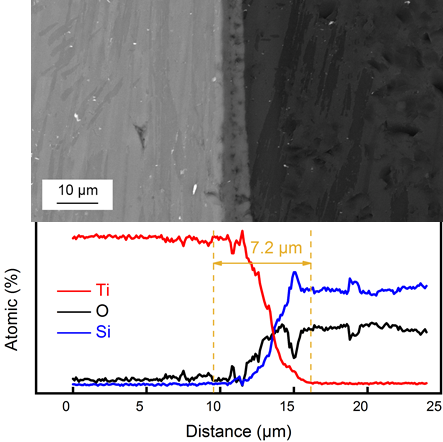 10 µm
7.2 µm
Ti
O
Si
Atomic (%)
0 5 10 15 20 25
Distance (µm)